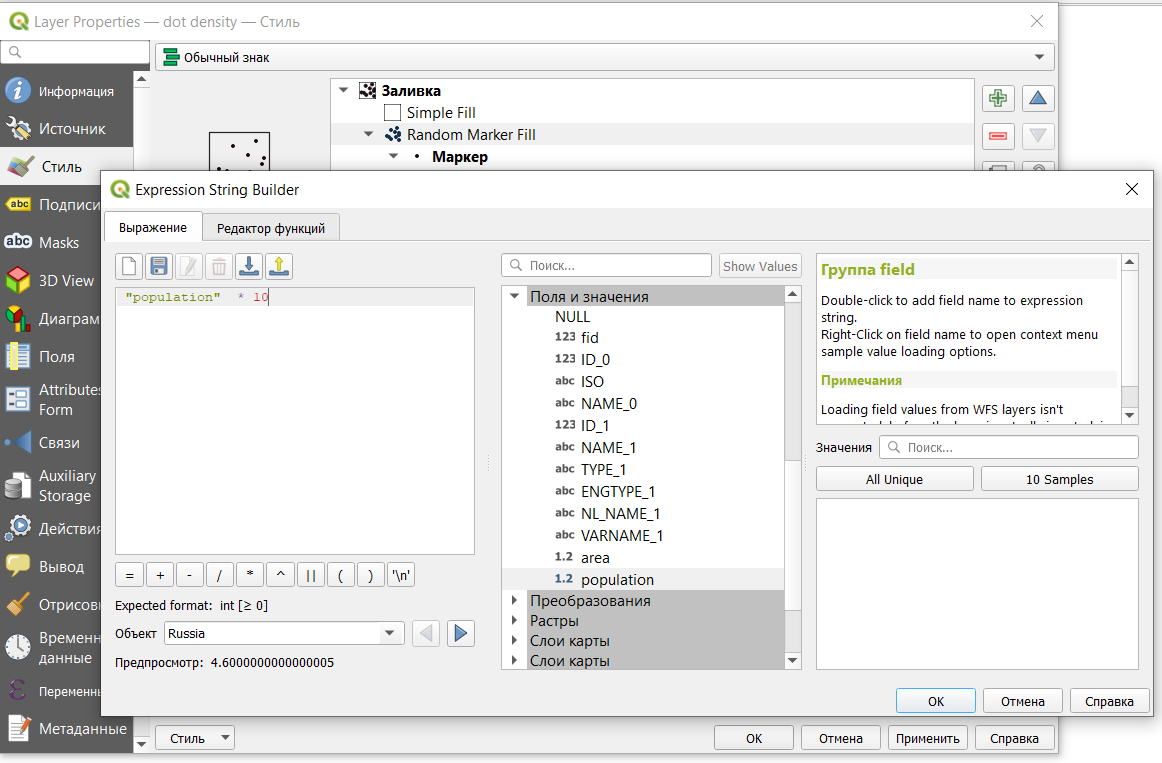 Layer Properties — dot density — Стиль
Обычный знак
Информация
Источник
Стиль
Подписи
Masks
3D View
Диаграм
Поля
Attributes
Form
Связи
Auxiliary
Storage
Действия
Вывод
Отрисовк
Временн
данные
Переменны
Метаданные
Заливка
Simple Fill
Random Marker Fill
Маркер
Expression String Builder
Выражение
Редактор функций
"population" * 10
= + - / * ^ || ( ) '\n'
Expected format: int [≥ 0]
Объект Russia
Предпросмотр: 4.6000000000000005
Поиск...
Show Values
Поля и значения
NULL
123 fid
123 ID_0
abc ISO
abc NAME_0
123 ID_1
abc NAME_1
abc TYPE_1
abc ENGTYPE_1
abc NL_NAME_1
abc VARNAME_1
1.2 area
1.2 population
Преобразования
Растры
Слои карты
Слои карты
Группа field
Double-click to add field name to expression
string.
Right-Click on field name to open context menu
sample value loading options.
Примечания
Loading field values from WFS layers isn't
Значения Поиск...
All Unique
10 Samples
OK
Отмена
Справка
Стиль
OK
Отмена
Применить
Справка